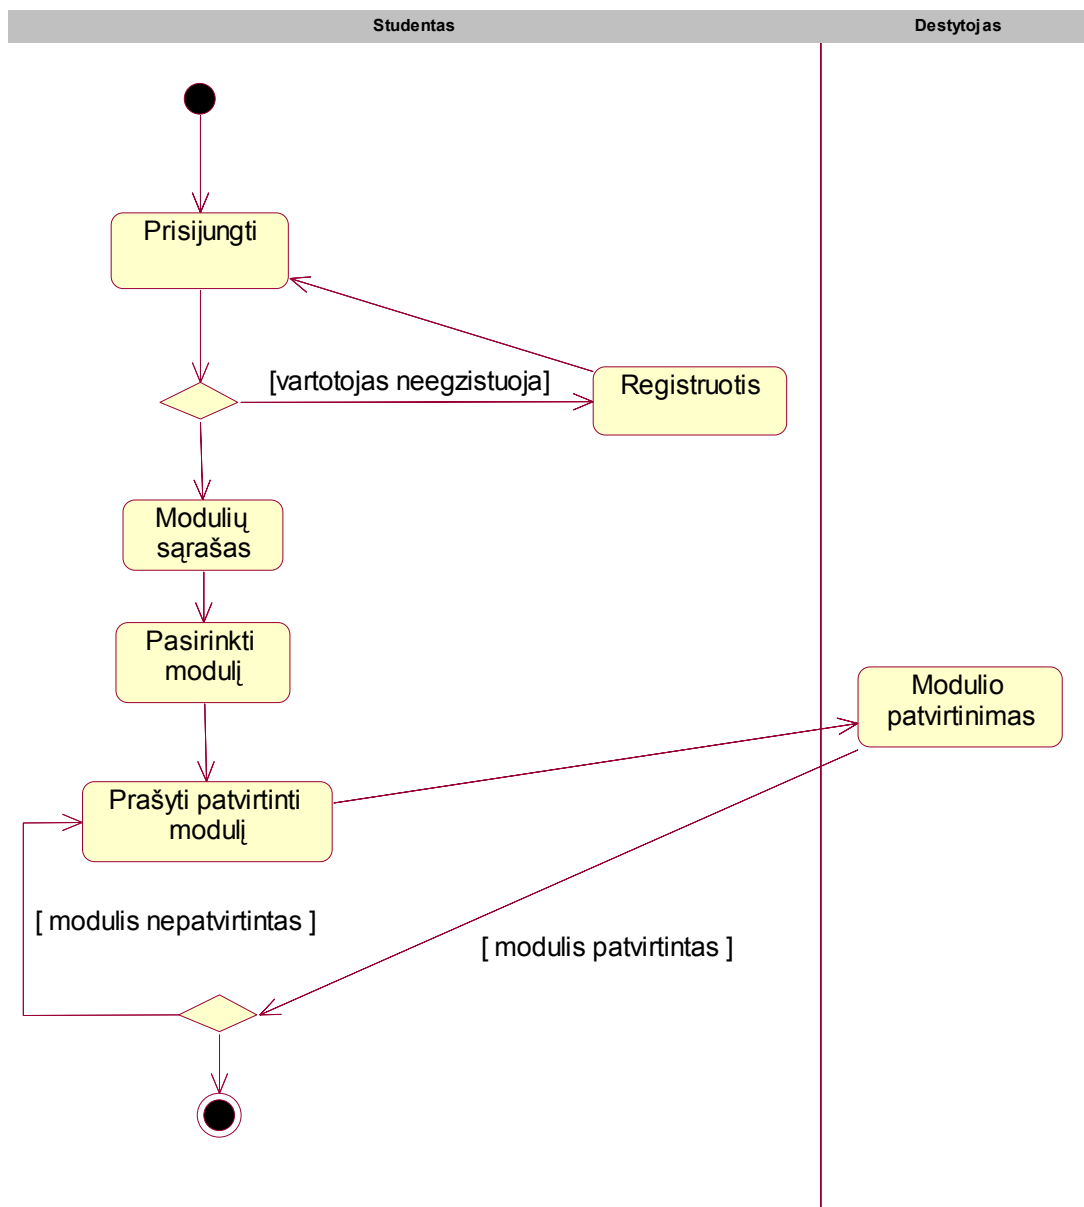 Studentas
Destytojas
Prisijungti
[vartotojas neegzistuoja]
Registruotis
Modulių
sąrašas
Pasirinkti
modulį
Modulio
patvirtinimas
Prašyti patvirtinti
modulį
[ modulis nepatvirtintas ]
[ modulis patvirtintas ]